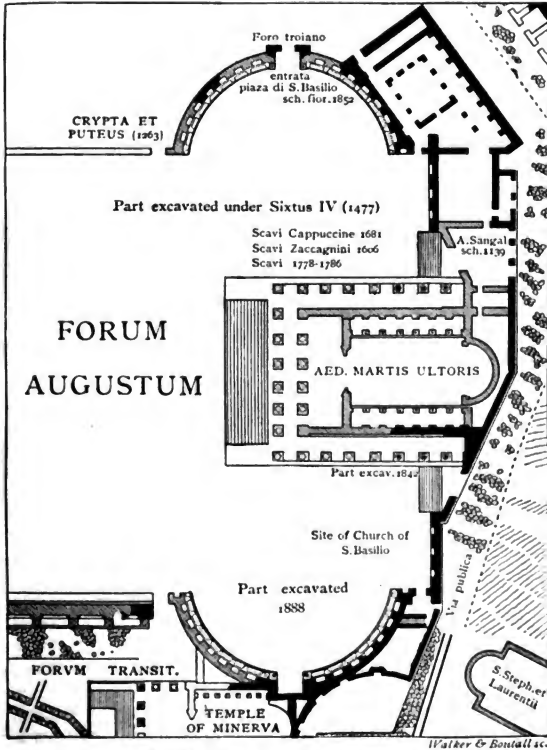 Foro troiano
entrata
piaza di S. Basilio
sch. fior. 1852
CRYPTA ET
PUTEUS (1263)
Part excavated under Sixtus IV (1477)
Scavi Cappuccine 1681
Scavi Zaccagnini 1606
Scavi 1778-1786
A. Sangal
sch. 1139
FORUM
AUGUSTUM
AED. MARTIS ULTORIS
Part excav. 1842
Site of Church of
S. Basilio
Via publica
Part excavated
1888
FORVM TRANSIT.
TEMPLE
OF MINERVA
S. Steph. et
Laurentii
Walker & Boutall sc.